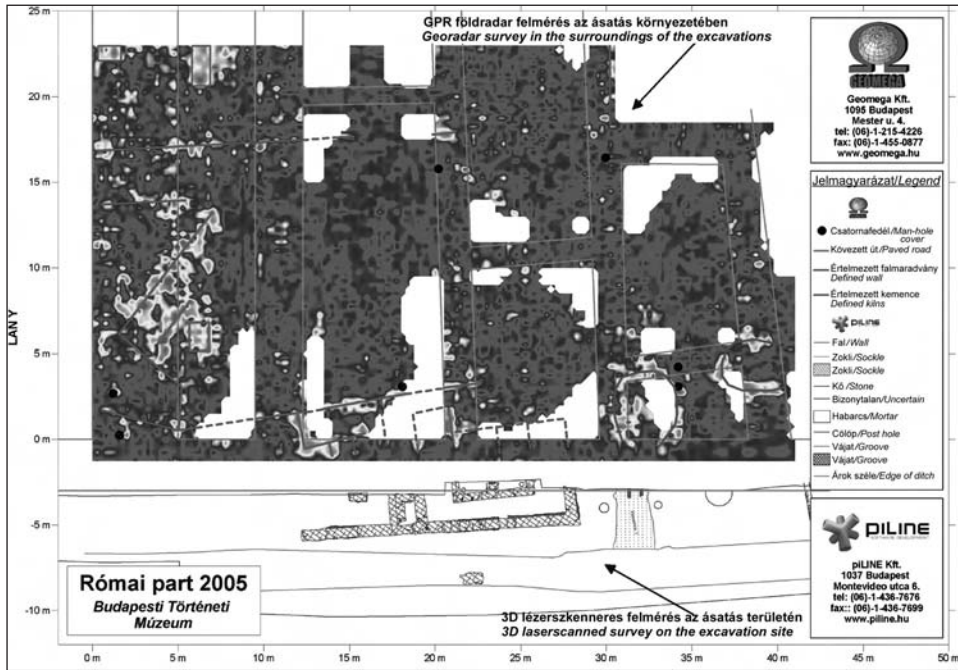 25 m
20 m
15 m
10 m
5 m
0 m
-5 m
-10 m
LAN Y
GPR földradar felmérés az ásatás környezetében
Georadar survey in the surroundings of the excavations
GEOMEGA
Geomega Kft.
1095 Budapest
Mester u. 4.
tel: (06)-1-215-4226
fax: (06)-1-455-0877
www.geomega.hu
Jelmagyarázat/Legend
Csatornafedél/Man-hole
cover
Kövezett út/Paved road
Értelmezett falmaradvány
Defined wall
Értelmezett kemence
Defined kilns
PILINE
Fal/Wall
Zokli/Sockle
Zokli/Sockle
Kő/Stone
Bizonytalan/Uncertain
Habarcs/Mortar
Cölöp/Post hole
Vájat/Groove
Vájat/Groove
Árok széle/Edge of ditch
PILINE
piLINE Kft.
1037 Budapest
Montevideo utca 6.
tel: (06)-1-436-7676
fax:: (06)-1-436-7699
www.piline.hu
Római part 2005
Budapesti Történeti
Múzeum
3D lézerszkenneres felmérés az ásatás területén
3D laserscanned survey on the excavation site
0 m 5 m 10 m 15 m 20 m 25 m 30 m 35 m 40 m 45 m 50 m